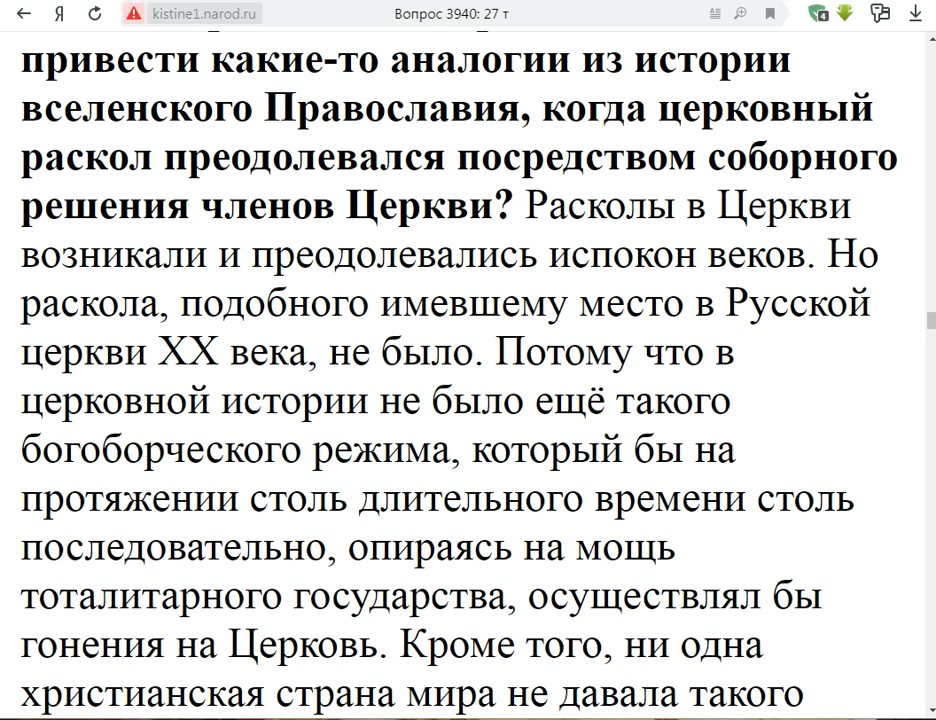 kistine1.narod.ru
Вопрос 3940: 27 т
4
привести какие-то аналогии из истории
вселенского Православия, когда церковный
раскол преодолевался посредством соборного
решения членов Церкви? Расколы в Церкви
возникали и преодолевались испокон веков. Но
раскола, подобного имевшему место в Русской
церкви XX века, не было. Потому что в
церковной истории не было ещё такого
богоборческого режима, который бы на
протяжении столь длительного времени столь
последовательно, опираясь на мощь
тоталитарного государства, осуществлял бы
гонения на Церковь. Кроме того, ни одна
христианская страна мира не давала такого